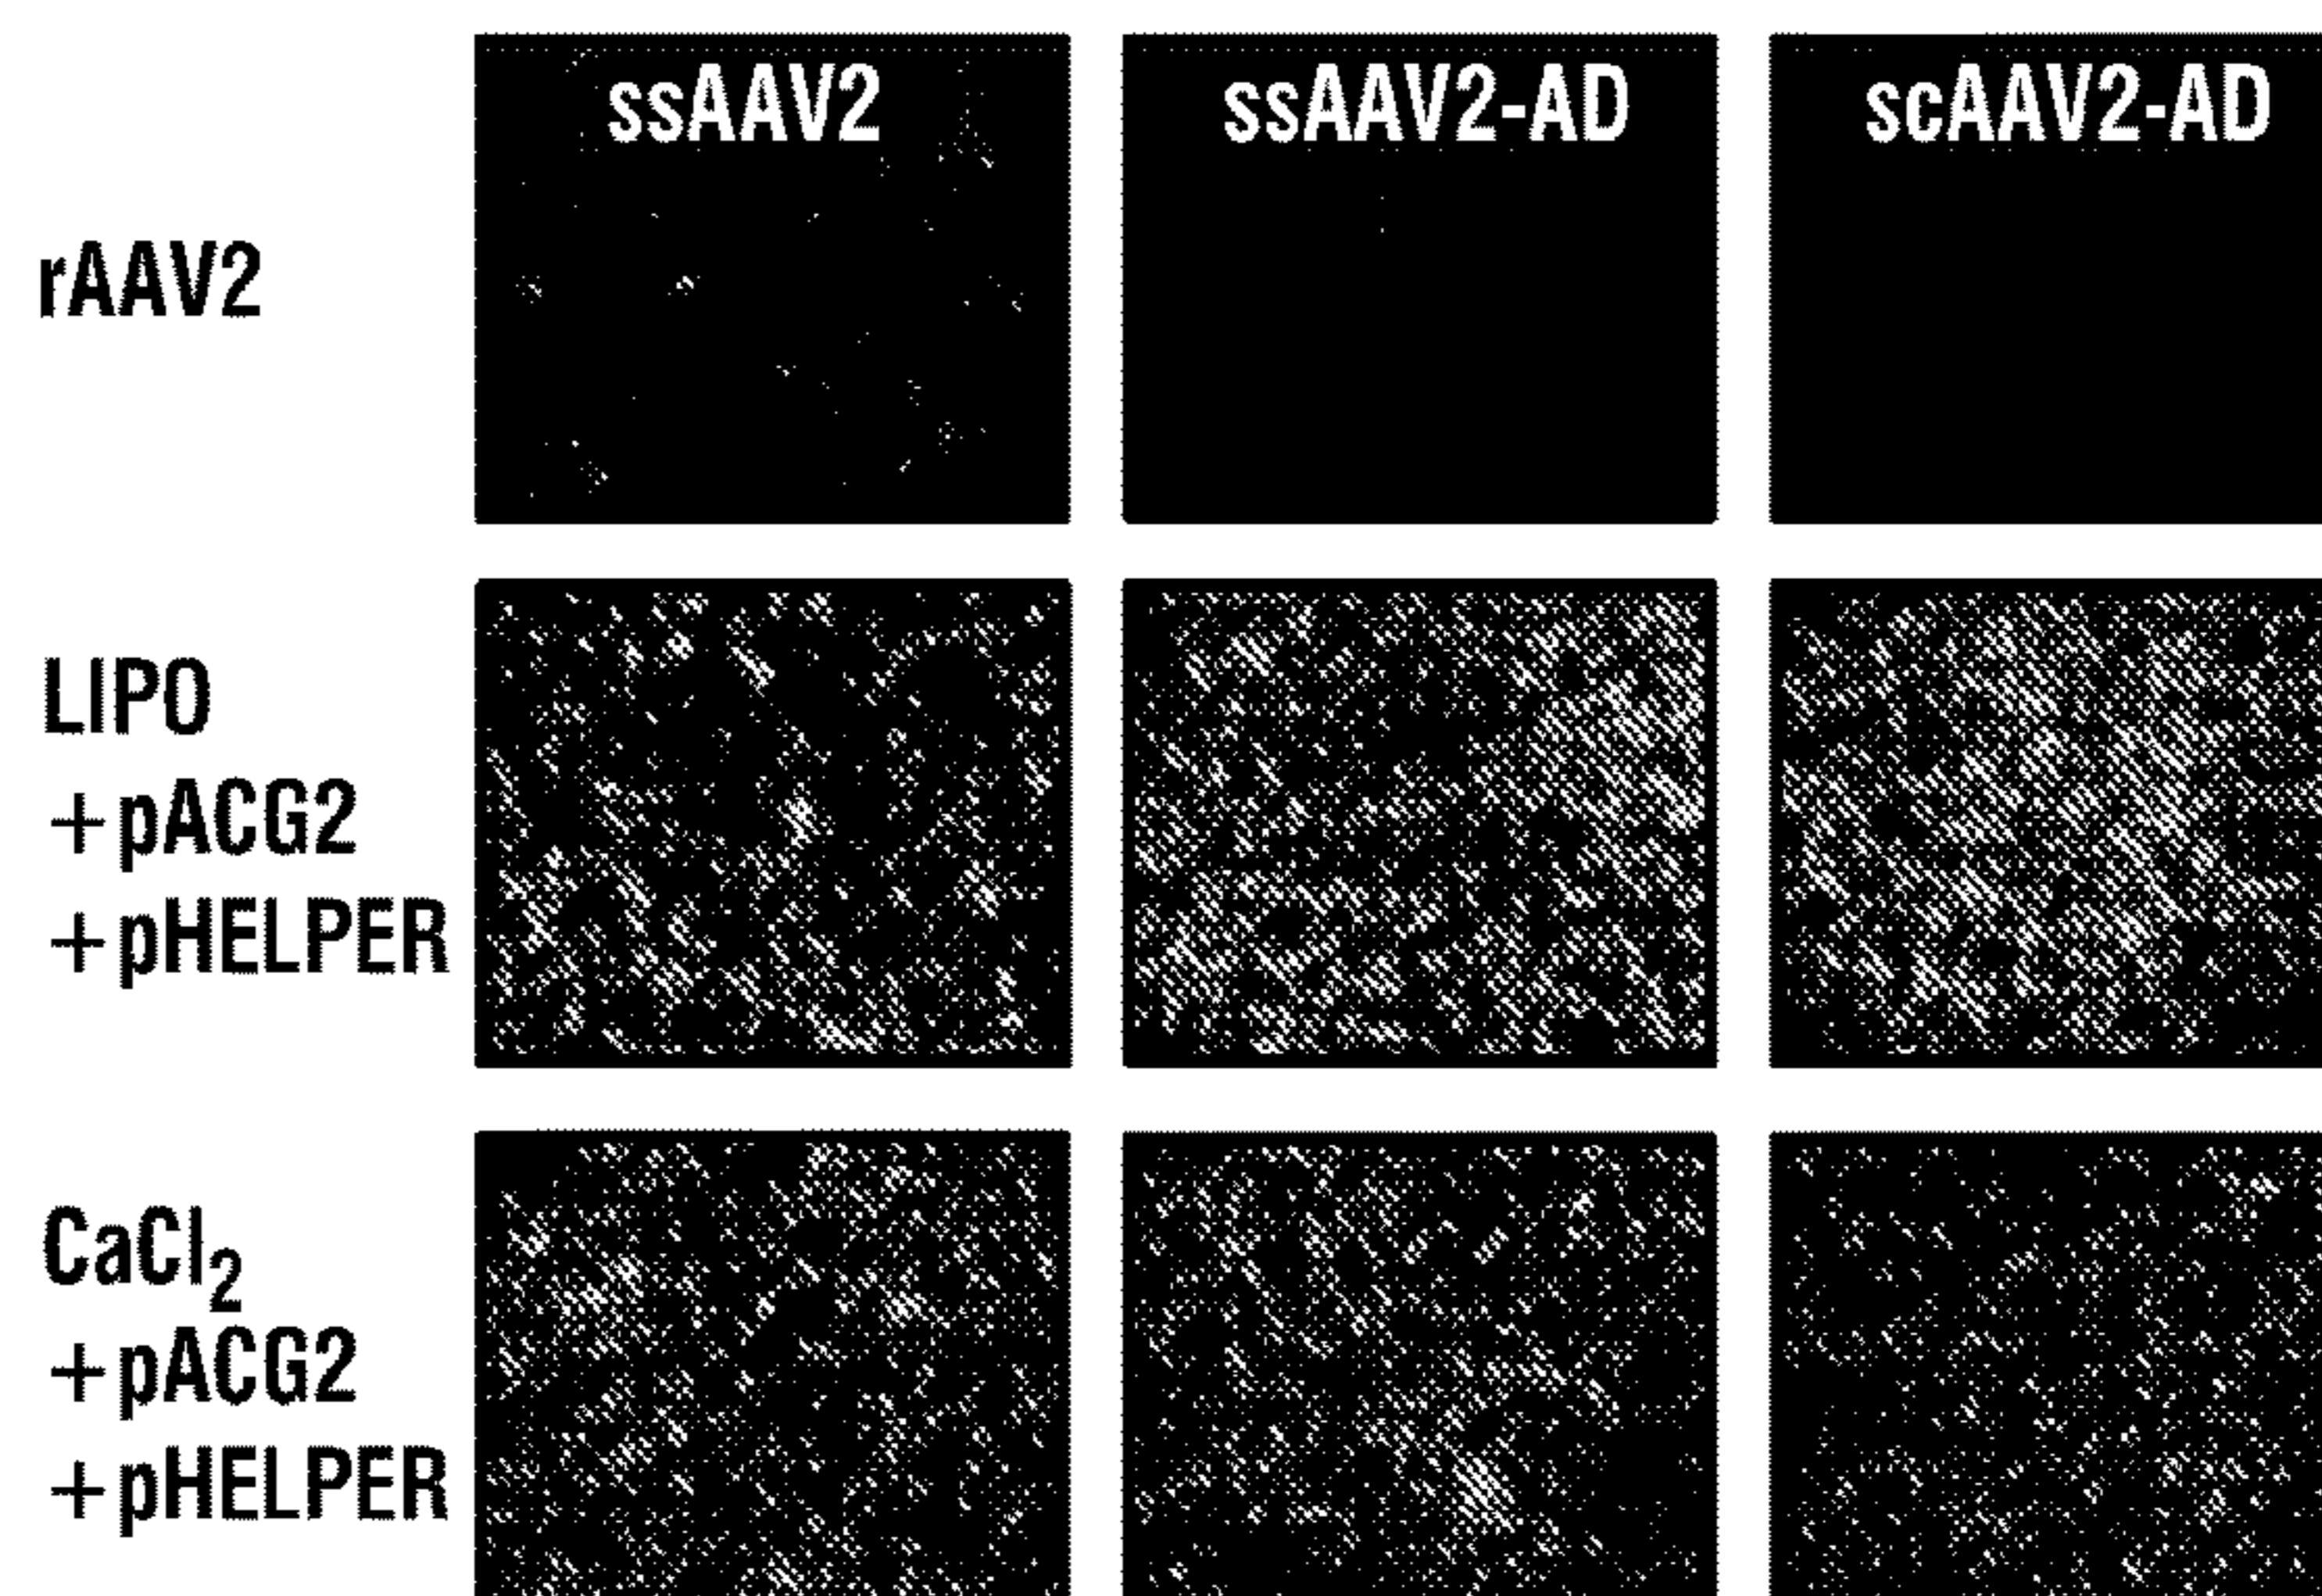 ssAAV2
ssAAV2-AD
scAAV2-AD
rAAV2
LIPO
+pACG2
+pHELPER
CaCl₂
+pACG2
+pHELPER